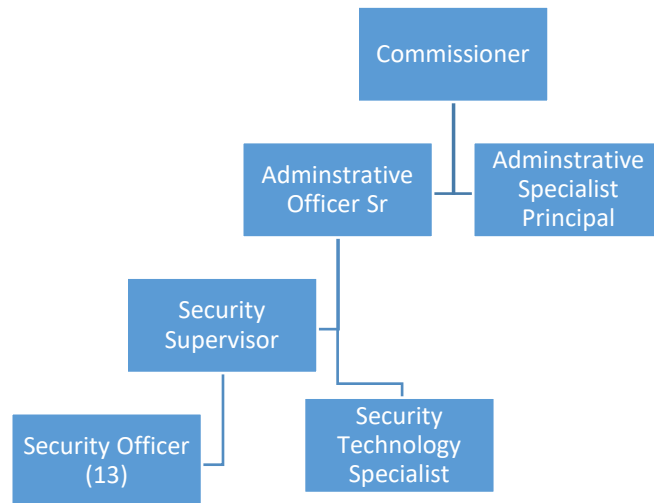 Commissioner
Adminstrative
Officer Sr
Adminstrative
Specialist
Principal
Security
Supervisor
Security Officer
(13)
Security
Technology
Specialist